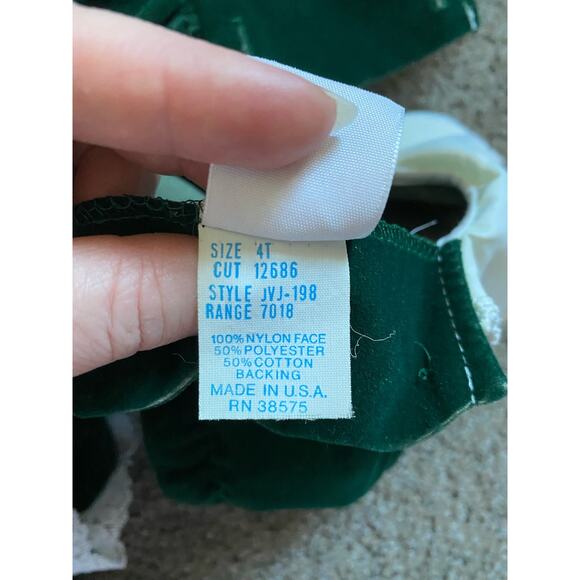 SIZE 4T
CUT 12686
STYLE JVJ-198
RANGE 7018
100% NYLON FACE
50% POLYESTER
50% COTTON
BACKING
MADE IN U.S.A.
RN 38575